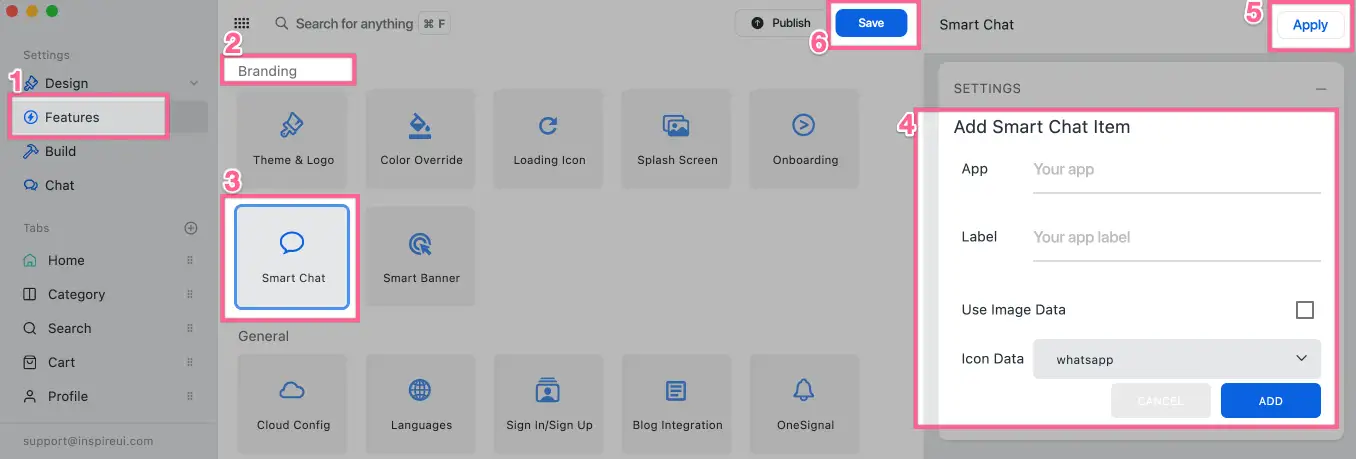 Search for anything
⌘ F
Publish
Save
6
Smart Chat
5
Apply
Settings
1
Design
Features
Build
Chat
Tabs
Home
Category
Search
Cart
Profile
support@inspireui.com
2
Branding
Theme & Logo
Color Override
Loading Icon
Splash Screen
Onboarding
3
Smart Chat
Smart Banner
General
Cloud Config
Languages
Sign In/Sign Up
Blog Integration
OneSignal
SETTINGS
4
Add Smart Chat Item
App
Your app
Label
Your app label
Use Image Data
Icon Data
whatsapp
CANCEL
ADD